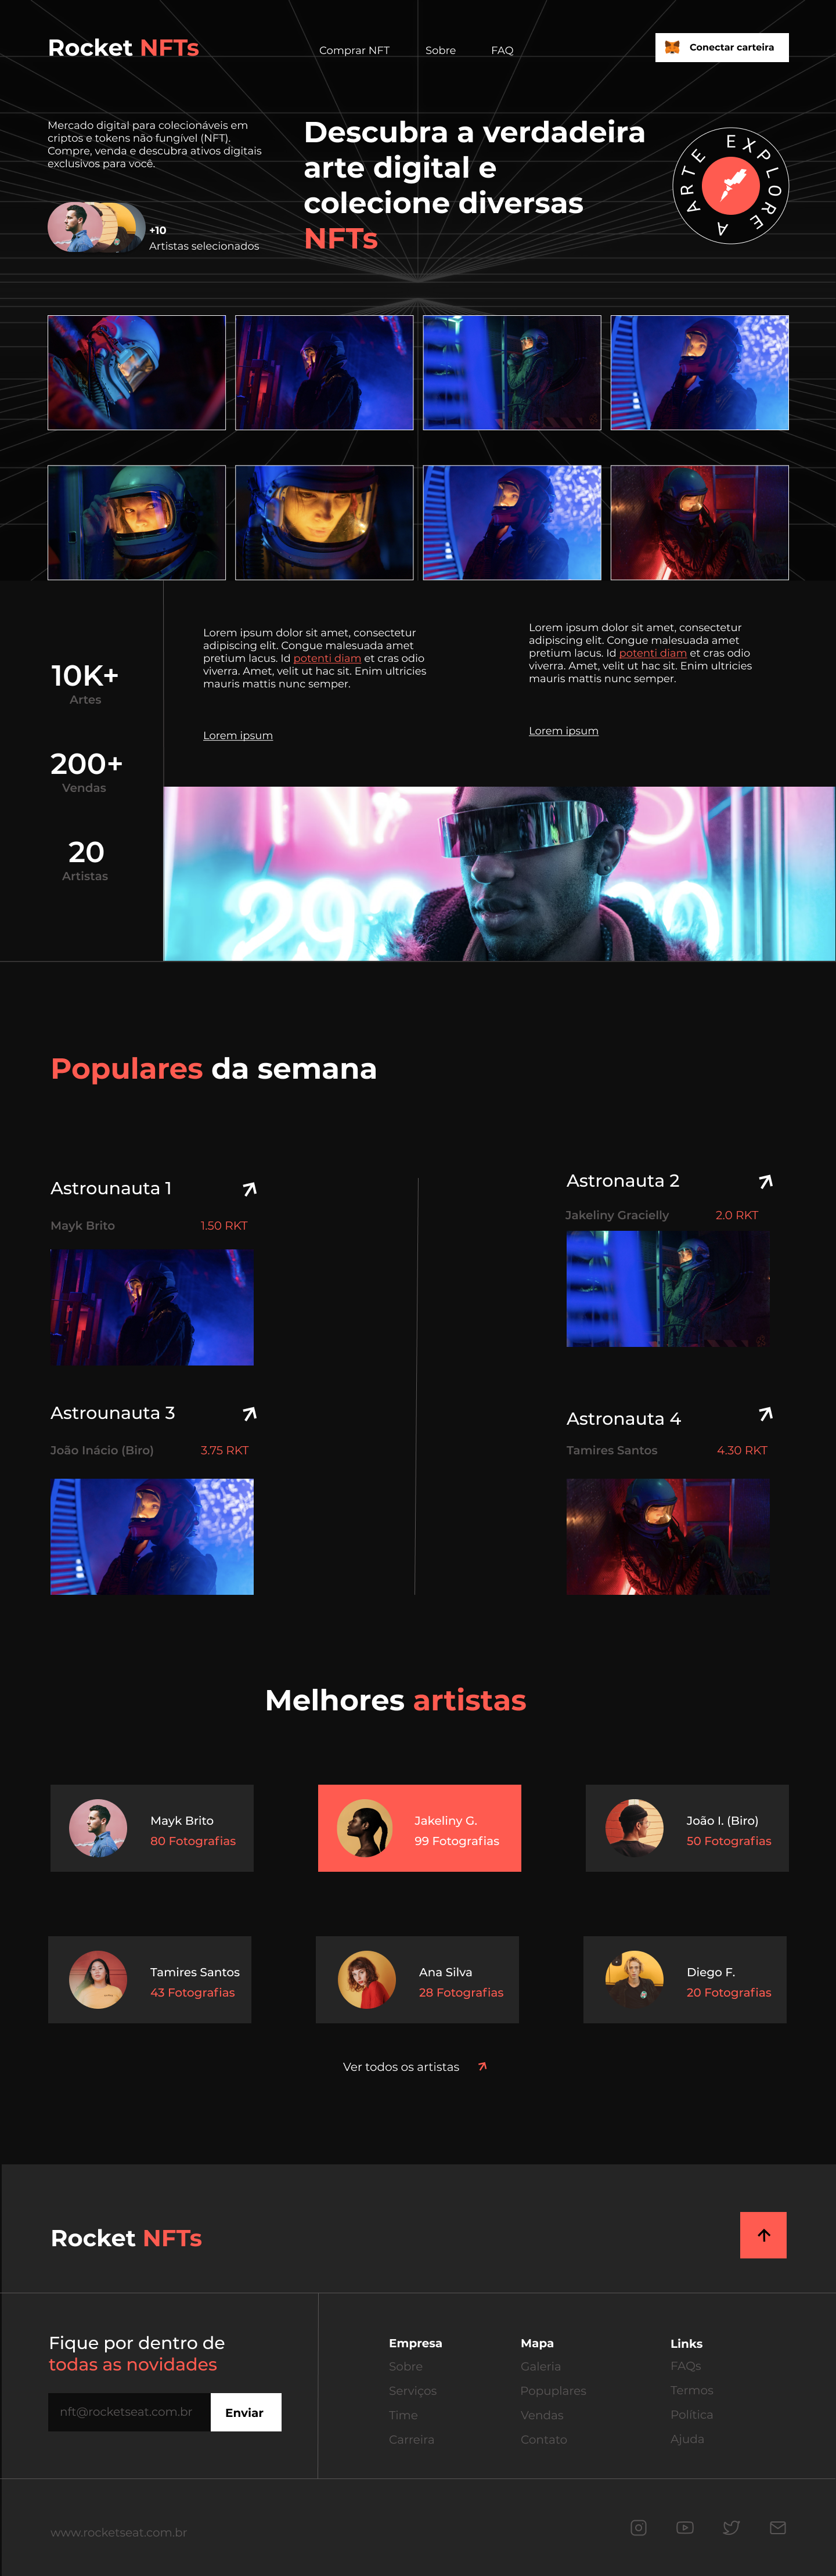 Rocket NFTs
Comprar NFT
Sobre
FAQ
Conectar carteira
Mercado digital para colecionáveis em
criptos e tokens não fungível (NFT).
Compre, venda e descubra ativos digitais
exclusivos para você.
+10
Artistas selecionados
Descubra a verdadeira
arte digital e
colecione diversas
NFTs
EXPLORE A ARTE
10K+
Artes
200+
Vendas
20
Artistas
Lorem ipsum dolor sit amet, consectetur
adipiscing elit. Congue malesuada amet
pretium lacus. Id potenti diam et cras odio
viverra. Amet, velit ut hac sit. Enim ultricies
mauris mattis nunc semper.
Lorem ipsum
Lorem ipsum dolor sit amet, consectetur
adipiscing elit. Congue malesuada amet
pretium lacus. Id potenti diam et cras odio
viverra. Amet, velit ut hac sit. Enim ultricies
mauris mattis nunc semper.
Lorem ipsum
Populares da semana
Astrounauta 1
Mayk Brito
1.50 RKT
Astronauta 2
Jakeliny Gracielly
2.0 RKT
Astrounauta 3
João Inácio (Biro)
3.75 RKT
Astronauta 4
Tamires Santos
4.30 RKT
Melhores artistas
Mayk Brito
80 Fotografias
Jakeliny G.
99 Fotografias
João I. (Biro)
50 Fotografias
Tamires Santos
43 Fotografias
Ana Silva
28 Fotografias
Diego F.
20 Fotografias
Ver todos os artistas
Rocket NFTs
Fique por dentro de
todas as novidades
nft@rocketseat.com.br
Enviar
Empresa
Sobre
Serviços
Time
Carreira
Mapa
Galeria
Popuplares
Vendas
Contato
Links
FAQs
Termos
Política
Ajuda
www.rocketseat.com.br